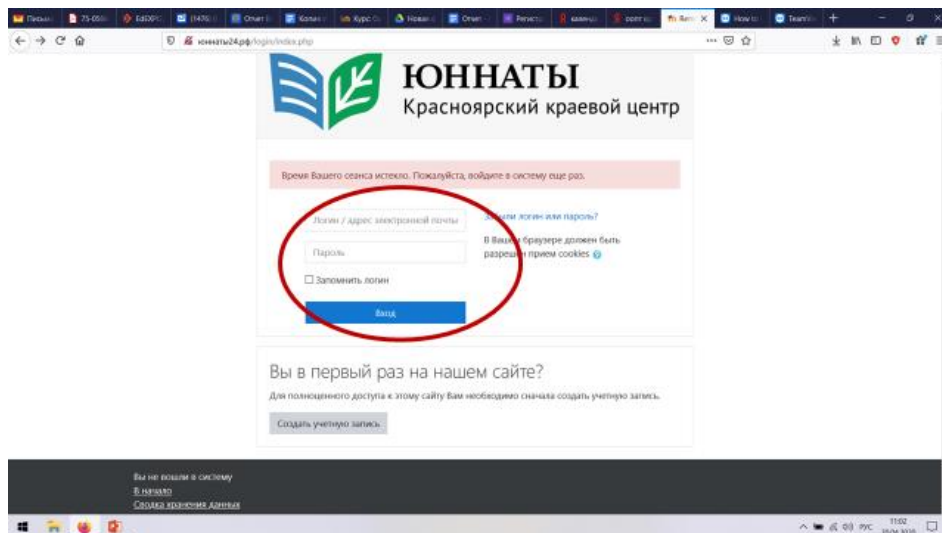 юннаты24.рф/login/index.php
ЮННАТЫ
Красноярский краевой центр
Время Вашего сеанса истекло. Пожалуйста, войдите в систему еще раз.
Логин / адрес электронной почты
Пароль
Запомнить логин
Вход
Забыли логин или пароль?
В Вашем браузере должен быть
разрешен прием cookies
Вы в первый раз на нашем сайте?
Для полноценного доступа к этому сайту Вам необходимо сначала создать учетную запись.
Создать учетную запись
Вы не вошли в систему
В начало
Сводка хранения данных
РУС
11:02